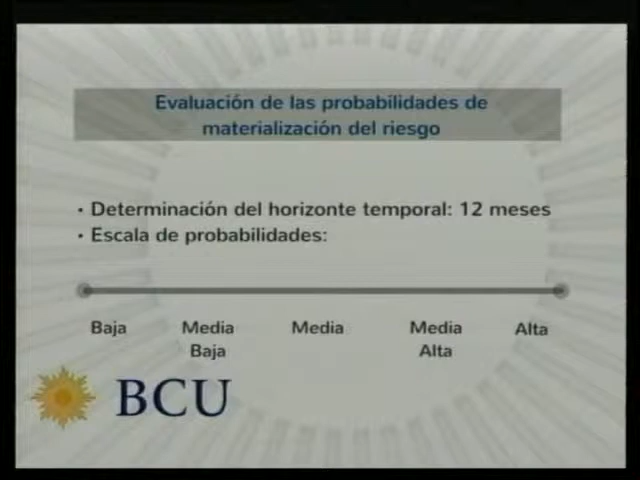 Evaluación de las probabilidades de
materialización del riesgo
· Determinación del horizonte temporal: 12 meses
· Escala de probabilidades:
Baja Media Media Media Alta
Baja Alta
BCU